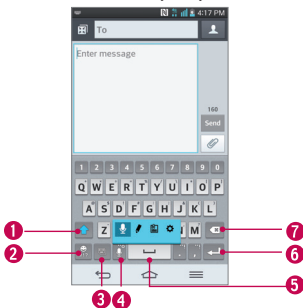 4:17 PM
To
Enter message
160
Send
1 2 3 4 5 6 7 8 9 0
Q W E R T Y U I O P
A S D F G H J K L
1 Z N M 7
2 6
3 4 5